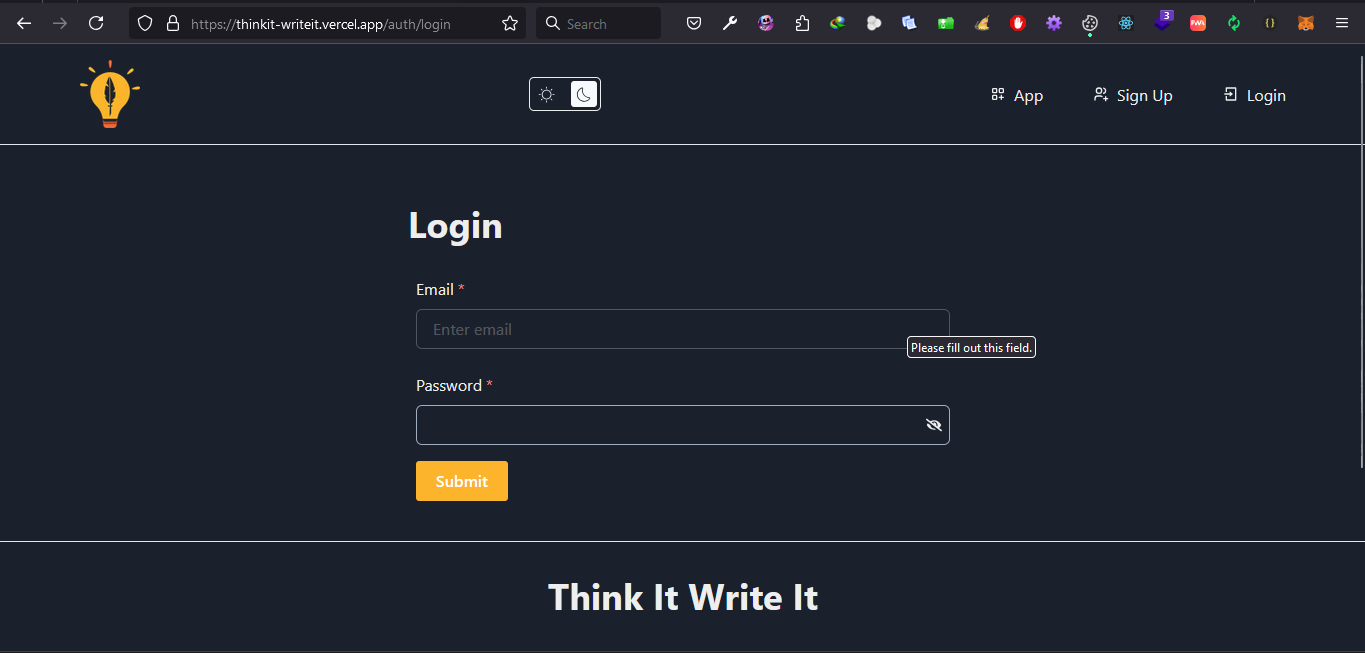 https://thinkit-writeit.vercel.app/auth/login
Search
3
PWA
{}
App
Sign Up
Login
Login
Email *
Enter email
Please fill out this field.
Password *
Submit
Think It Write It